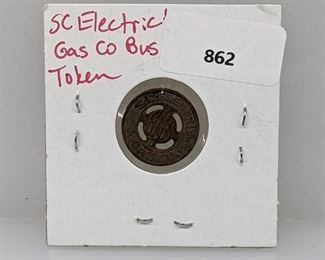 SC Electric'
Gas Co Bus
Token
862